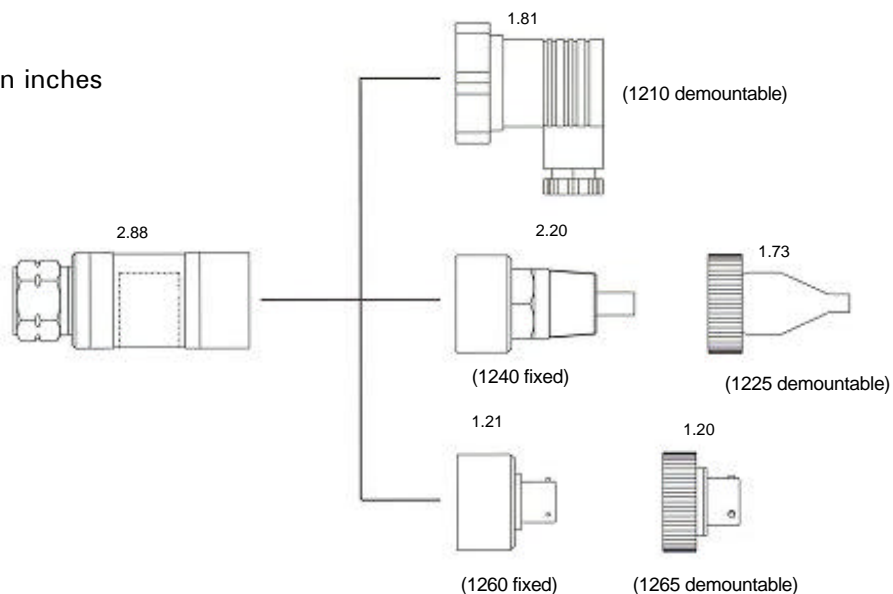 n inches
1.81
(1210 demountable)
2.88
2.20
1.73
(1240 fixed)
(1225 demountable)
1.21
1.20
(1260 fixed)
(1265 demountable)